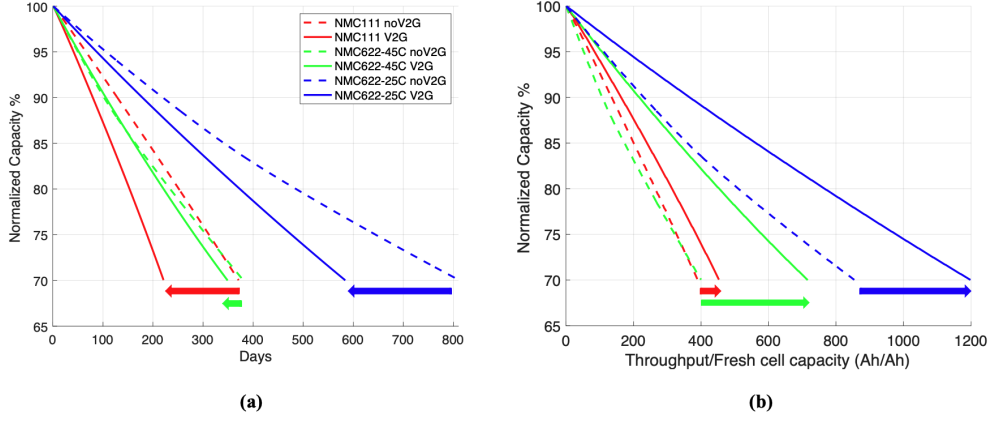 100
95
90
85
80
75
70
65
Normalized Capacity %
0 100 200 300 400 500 600 700 800
Days
NMC111 noV2G
NMC111 V2G
NMC622-45C noV2G
NMC622-45C V2G
NMC622-25C noV2G
NMC622-25C V2G
(a)
100
95
90
85
80
75
70
65
Normalized Capacity %
0 200 400 600 800 1000 1200
Throughput/Fresh cell capacity (Ah/Ah)
(b)